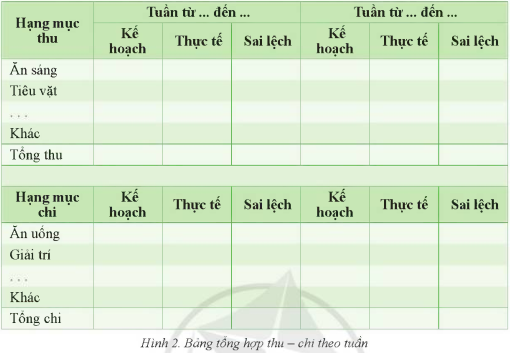 Hạng mục thu Tuần từ ... đến ... Tuần từ ... đến ...
Kế hoạch Thực tế Sai lệch Kế hoạch Thực tế Sai lệch
Ăn sáng
Tiêu vặt
. . .
Khác
Tổng thu
Hạng mục chi Kế hoạch Thực tế Sai lệch Kế hoạch Thực tế Sai lệch
Ăn uống
Giải trí
. . .
Khác
Tổng chi
Hình 2. Bảng tổng hợp thu – chi theo tuần